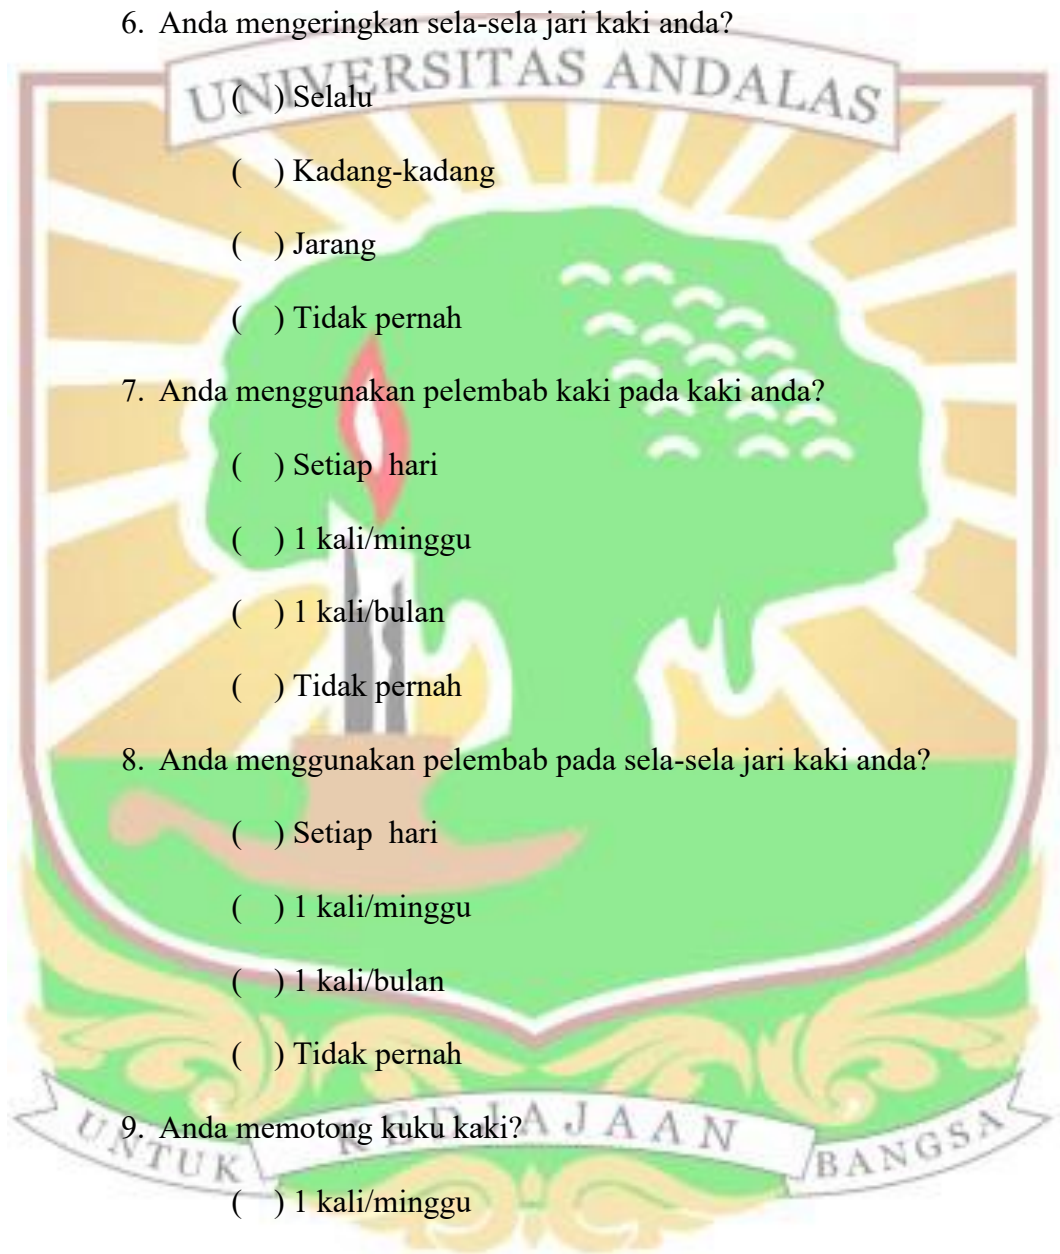 6. Anda mengeringkan sela-sela jari kaki anda?
UNIVERSITAS ANDALAS
( ) Selalu
( ) Kadang-kadang
( ) Jarang
( ) Tidak pernah
7. Anda menggunakan pelembab kaki pada kaki anda?
( ) Setiap hari
( ) 1 kali/minggu
( ) 1 kali/bulan
( ) Tidak pernah
8. Anda menggunakan pelembab pada sela-sela jari kaki anda?
( ) Setiap hari
( ) 1 kali/minggu
( ) 1 kali/bulan
( ) Tidak pernah
9. Anda memotong kuku kaki?
UNTUK KEDJAJAAN BANGSA
( ) 1 kali/minggu